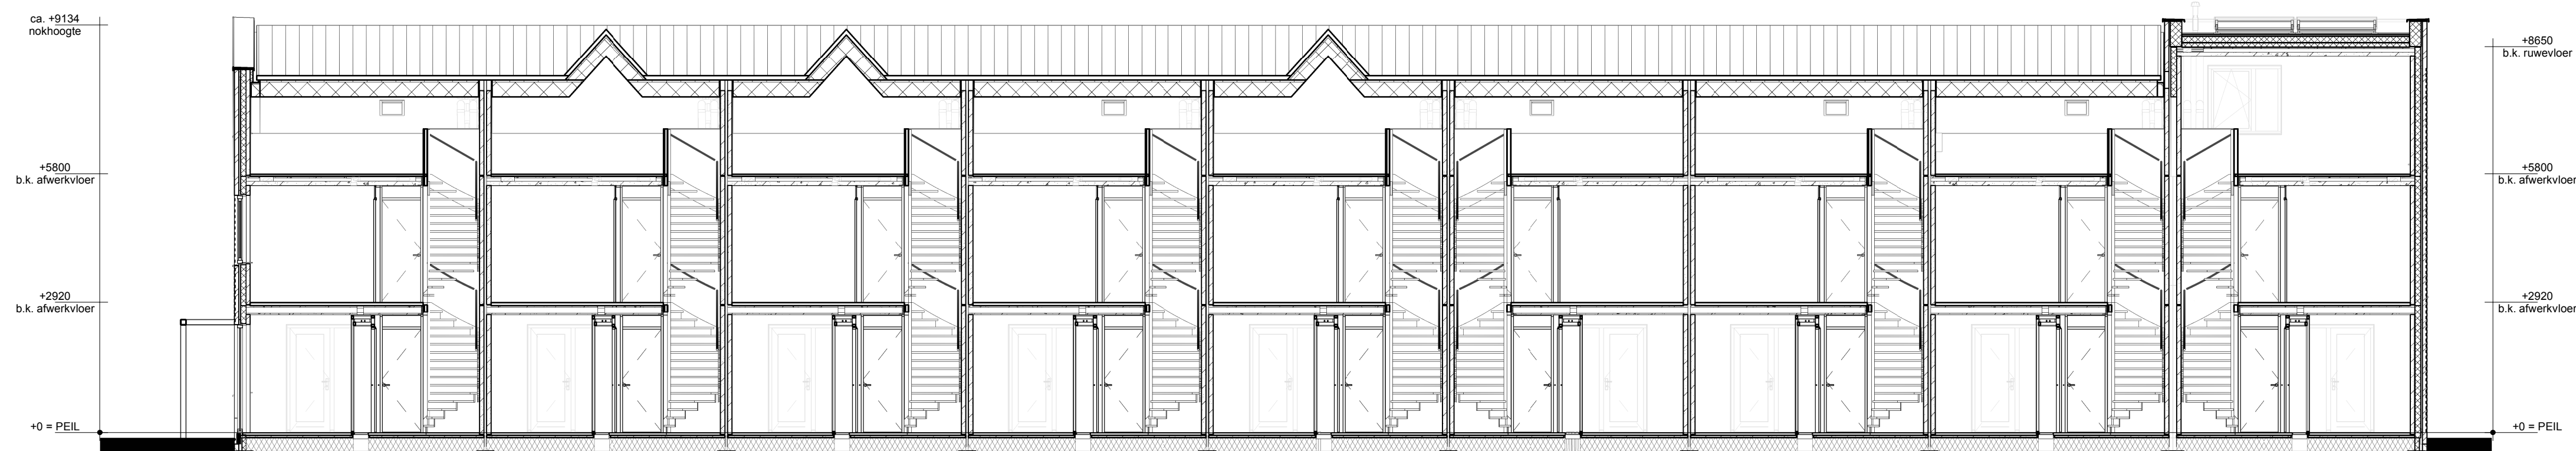 ca. +9134
nokhoogte
+5800
b.k. afwerkvloer
+2920
b.k. afwerkvloer
+0 = PEIL
+8650
b.k. ruwevloer
+5800
b.k. afwerkvloer
+2920
b.k. afwerkvloer
+0 = PEIL